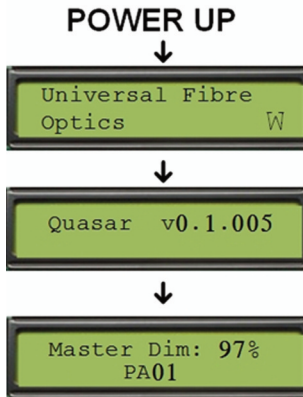 POWER UP
Universal Fibre
Optics W
Quasar v0.1.005
Master Dim: 97%
PA01